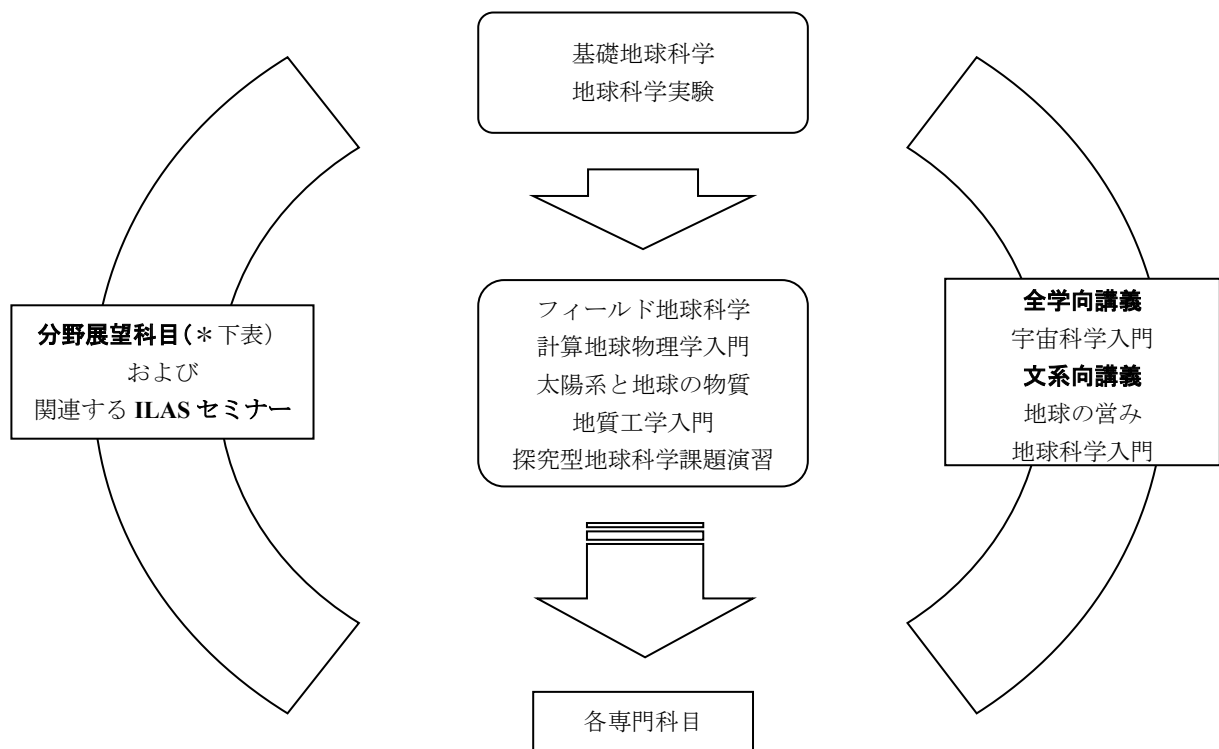 基礎地球科学
地球科学実験
フィールド地球科学
計算地球物理学入門
太陽系と地球の物質
地質工学入門
探究型地球科学課題演習
分野展望科目(＊下表)
および
関連する ILAS セミナー
全学向講義
宇宙科学入門
文系向講義
地球の営み
地球科学入門
各専門科目